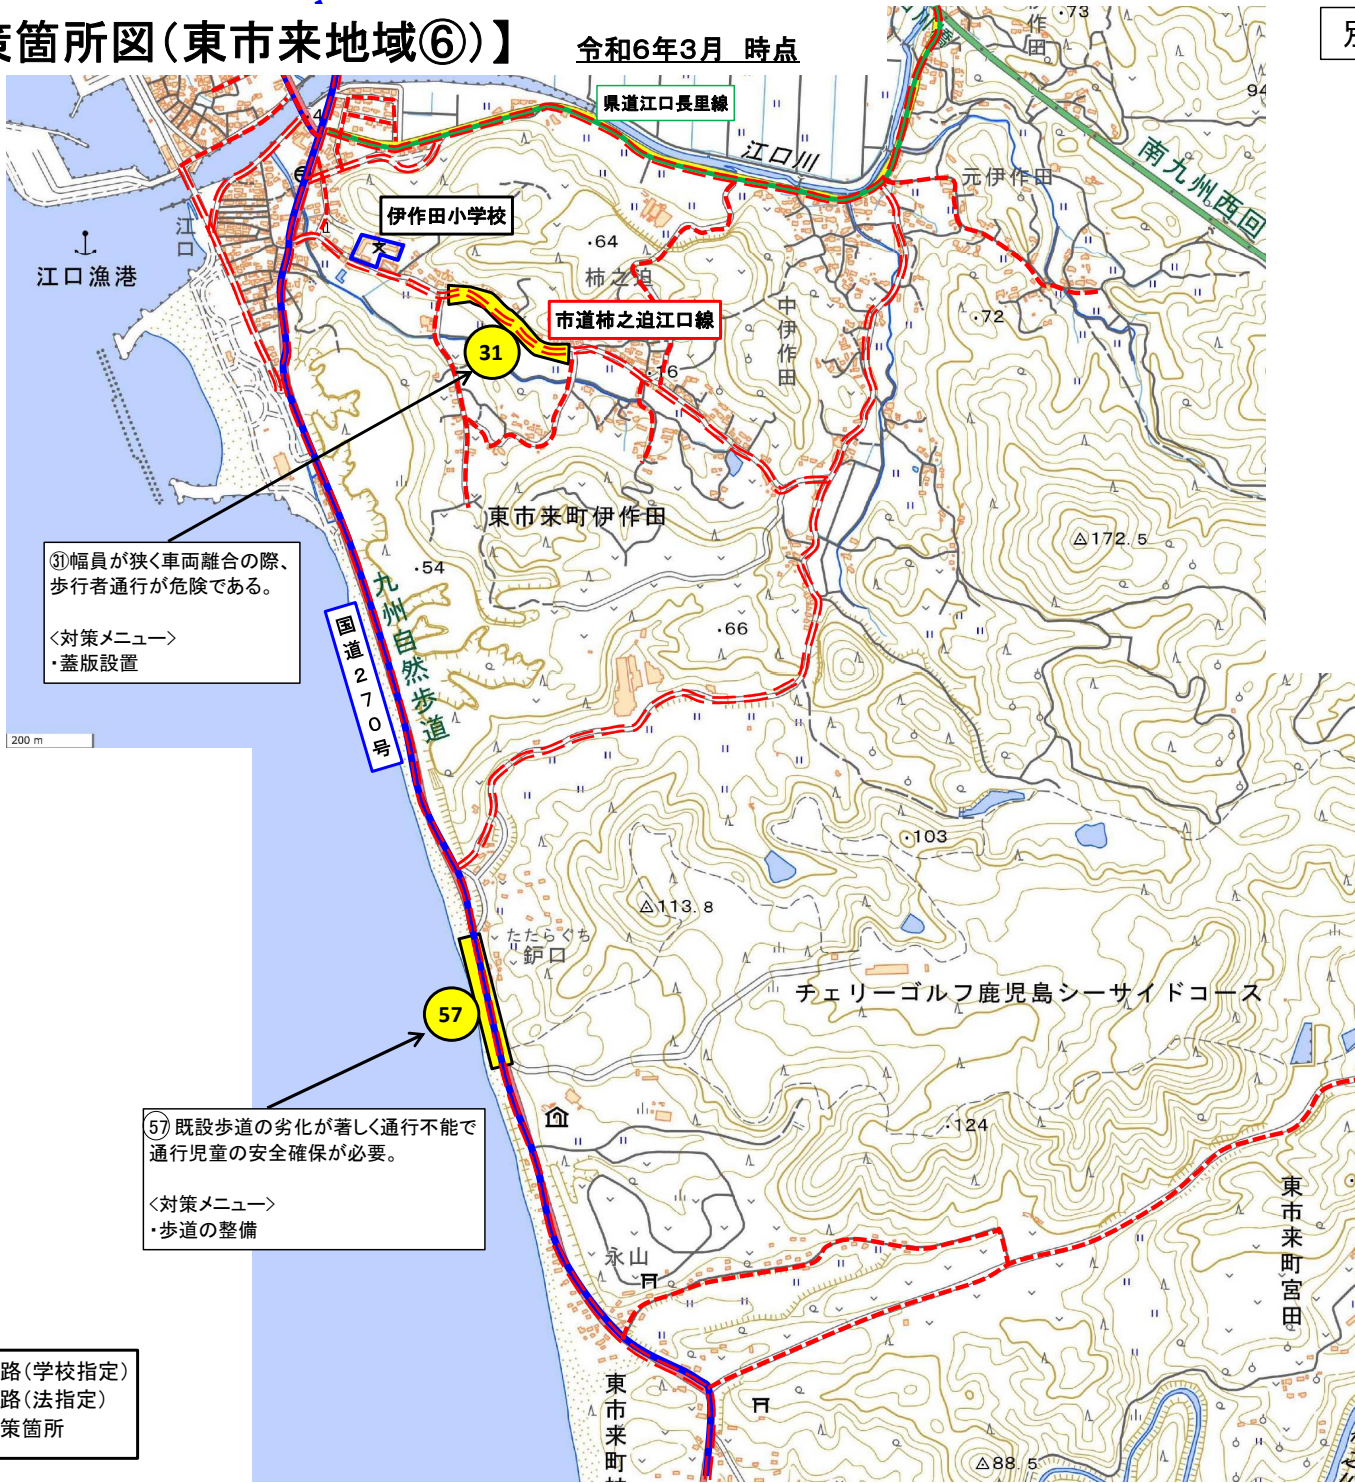 箇所図（東市来地域⑥）】
令和6年3月 時点
県道江口長里線
江口川
元伊作田
南九州西回
伊作田小学校
江口
江口漁港
柿之迫
市道柿之迫江口線
中伊作田
31
東市来町伊作田
㉛幅員が狭く車両離合の際、
歩行者通行が危険である。
<対策メニュー>
・蓋版設置
九州自然歩道
国道270号
200 m
・73
94
・64
・72
・16
△172.5
・54
・66
・103
△113.8
たたらぐち
鈩口
チェリーゴルフ鹿児島シーサイドコース
57
㊼既設歩道の劣化が著しく通行不能で
通行児童の安全確保が必要。
<対策メニュー>
・歩道の整備
・124
永山
東市来町宮田
東市来町
△88.5
路（学校指定）
路（法指定）
策箇所